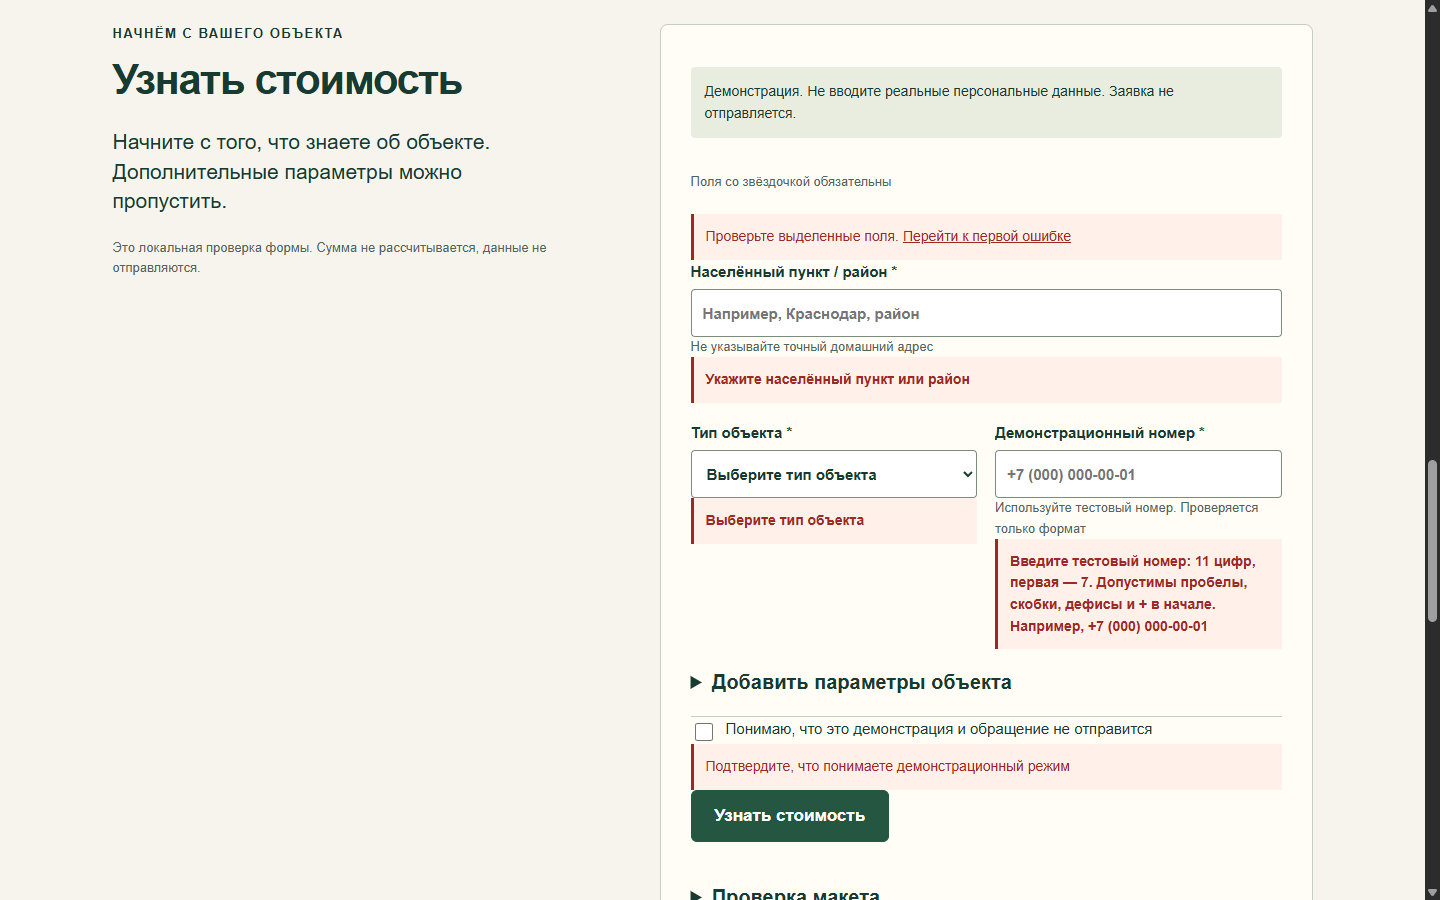 НАЧНЁМ С ВАШЕГО ОБЪЕКТА
Узнать стоимость
Начните с того, что знаете об объекте.
Дополнительные параметры можно
пропустить.
Это локальная проверка формы. Сумма не рассчитывается, данные не
отправляются.
Демонстрация. Не вводите реальные персональные данные. Заявка не
отправляется.
Поля со звёздочкой обязательны
Проверьте выделенные поля. Перейти к первой ошибке
Населённый пункт / район *
Например, Краснодар, район
Не указывайте точный домашний адрес
Укажите населённый пункт или район
Тип объекта *
Выберите тип объекта
Выберите тип объекта
Демонстрационный номер *
+7 (000) 000-00-01
Используйте тестовый номер. Проверяется
только формат
Введите тестовый номер: 11 цифр,
первая — 7. Допустимы пробелы,
скобки, дефисы и + в начале.
Например, +7 (000) 000-00-01
Добавить параметры объекта
Понимаю, что это демонстрация и обращение не отправится
Подтвердите, что понимаете демонстрационный режим
Узнать стоимость
Проверка макета